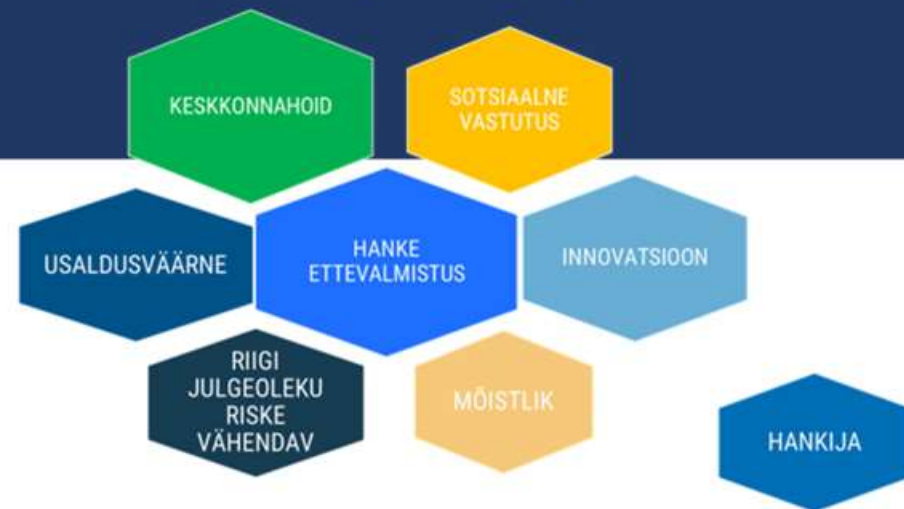 KESKKONNAHOID
SOTSIAALNE
VASTUTUS
USALDUSVÄÄRNE
HANKE
ETTEVALMISTUS
INNOVATSIOON
RIIGI
JULGEOLEKU
RISKE
VÄHENDAV
MÕISTLIK
HANKIJA